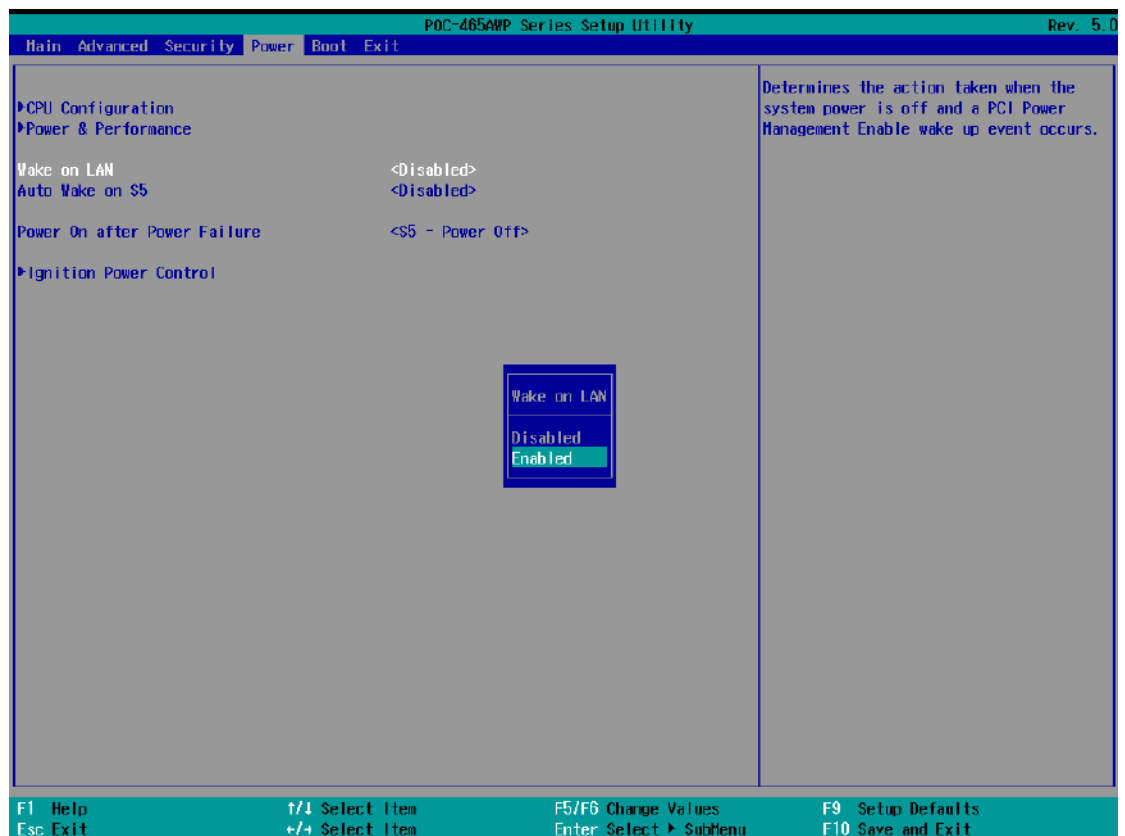 POC-465AWP Series Setup Utility Rev. 5.0
Main Advanced Security Power Boot Exit
▶CPU Configuration
▶Power & Performance
Wake on LAN <Disabled>
Auto Wake on S5 <Disabled>
Power On after Power Failure <S5 - Power Off>
▶Ignition Power Control
Determines the action taken when the
system power is off and a PCI Power
Management Enable wake up event occurs.
Wake on LAN
Disabled
Enabled
F1 Help ↑/↓ Select Item F5/F6 Change Values F9 Setup Defaults
Esc Exit ←/→ Select Item Enter Select ▶ SubMenu F10 Save and Exit